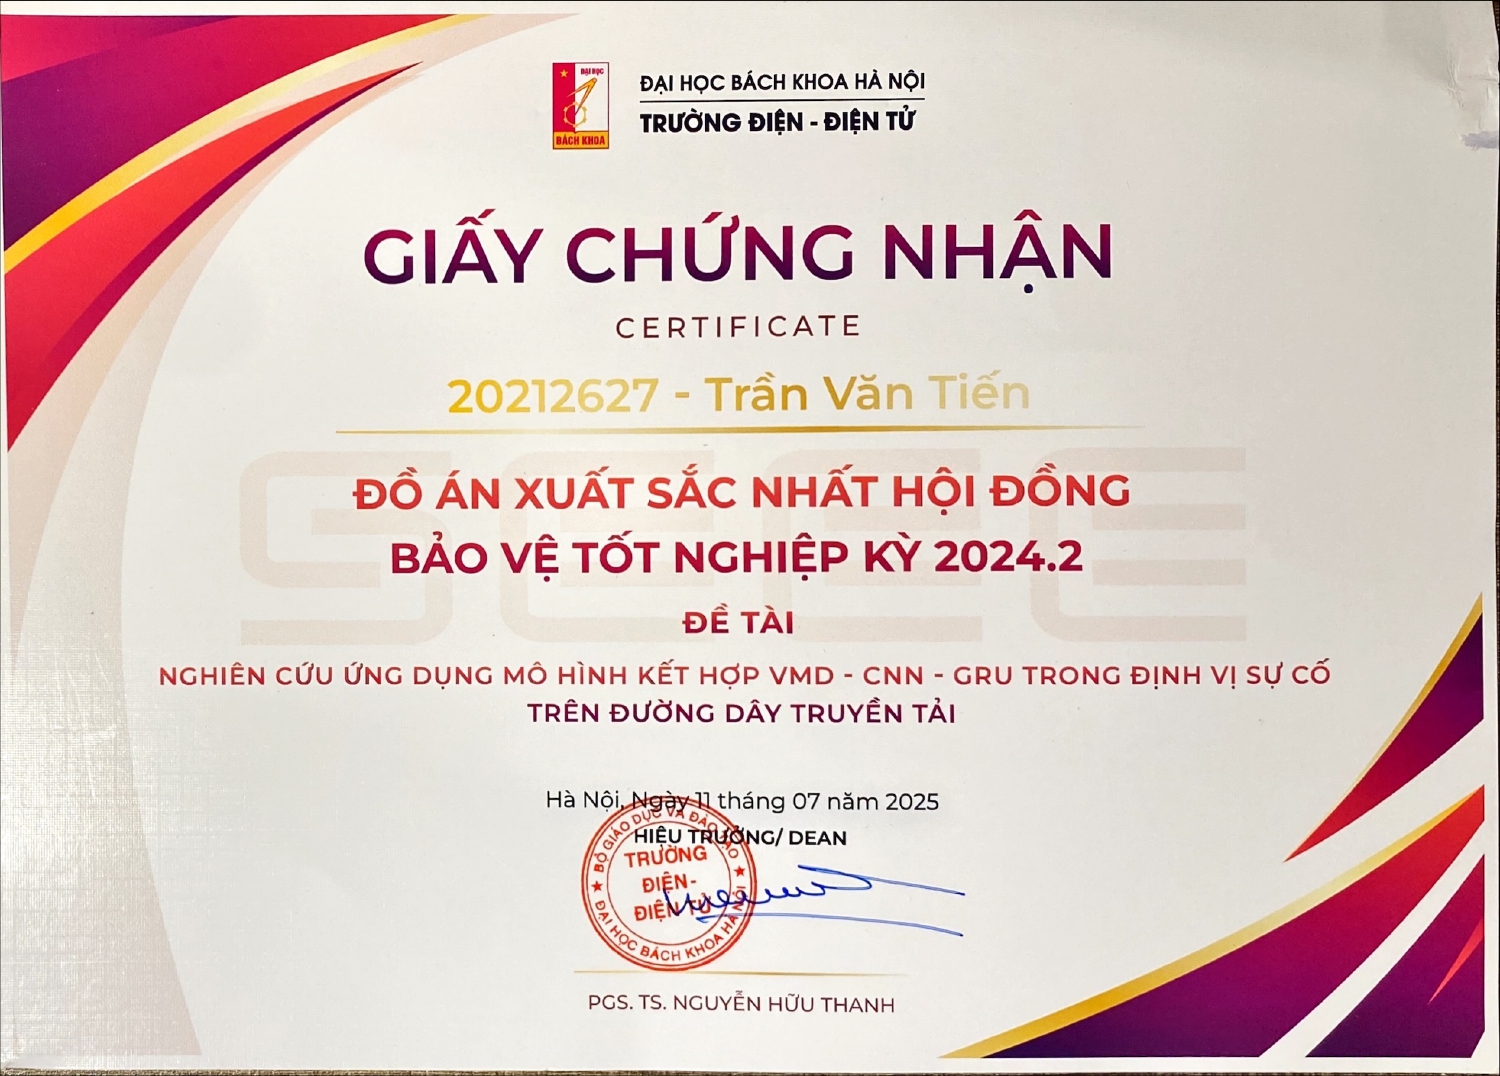 ĐẠI HỌC
BÁCH KHOA
ĐẠI HỌC BÁCH KHOA HÀ NỘI
TRƯỜNG ĐIỆN - ĐIỆN TỬ
GIẤY CHỨNG NHẬN
CERTIFICATE
20212627 - Trần Văn Tiến
SEEE
ĐỒ ÁN XUẤT SẮC NHẤT HỘI ĐỒNG
BẢO VỆ TỐT NGHIỆP KỲ 2024.2
ĐỀ TÀI
NGHIÊN CỨU ỨNG DỤNG MÔ HÌNH KẾT HỢP VMD - CNN - GRU TRONG ĐỊNH VỊ SỰ CỐ
TRÊN ĐƯỜNG DÂY TRUYỀN TẢI
Hà Nội, Ngày 11 tháng 07 năm 2025
HIỆU TRƯỞNG/ DEAN
BỘ GIÁO DỤC VÀ ĐÀO TẠO
TRƯỜNG
ĐIỆN-
ĐIỆN TỬ
ĐẠI HỌC BÁCH KHOA HÀ NỘI
PGS. TS. NGUYỄN HỮU THANH